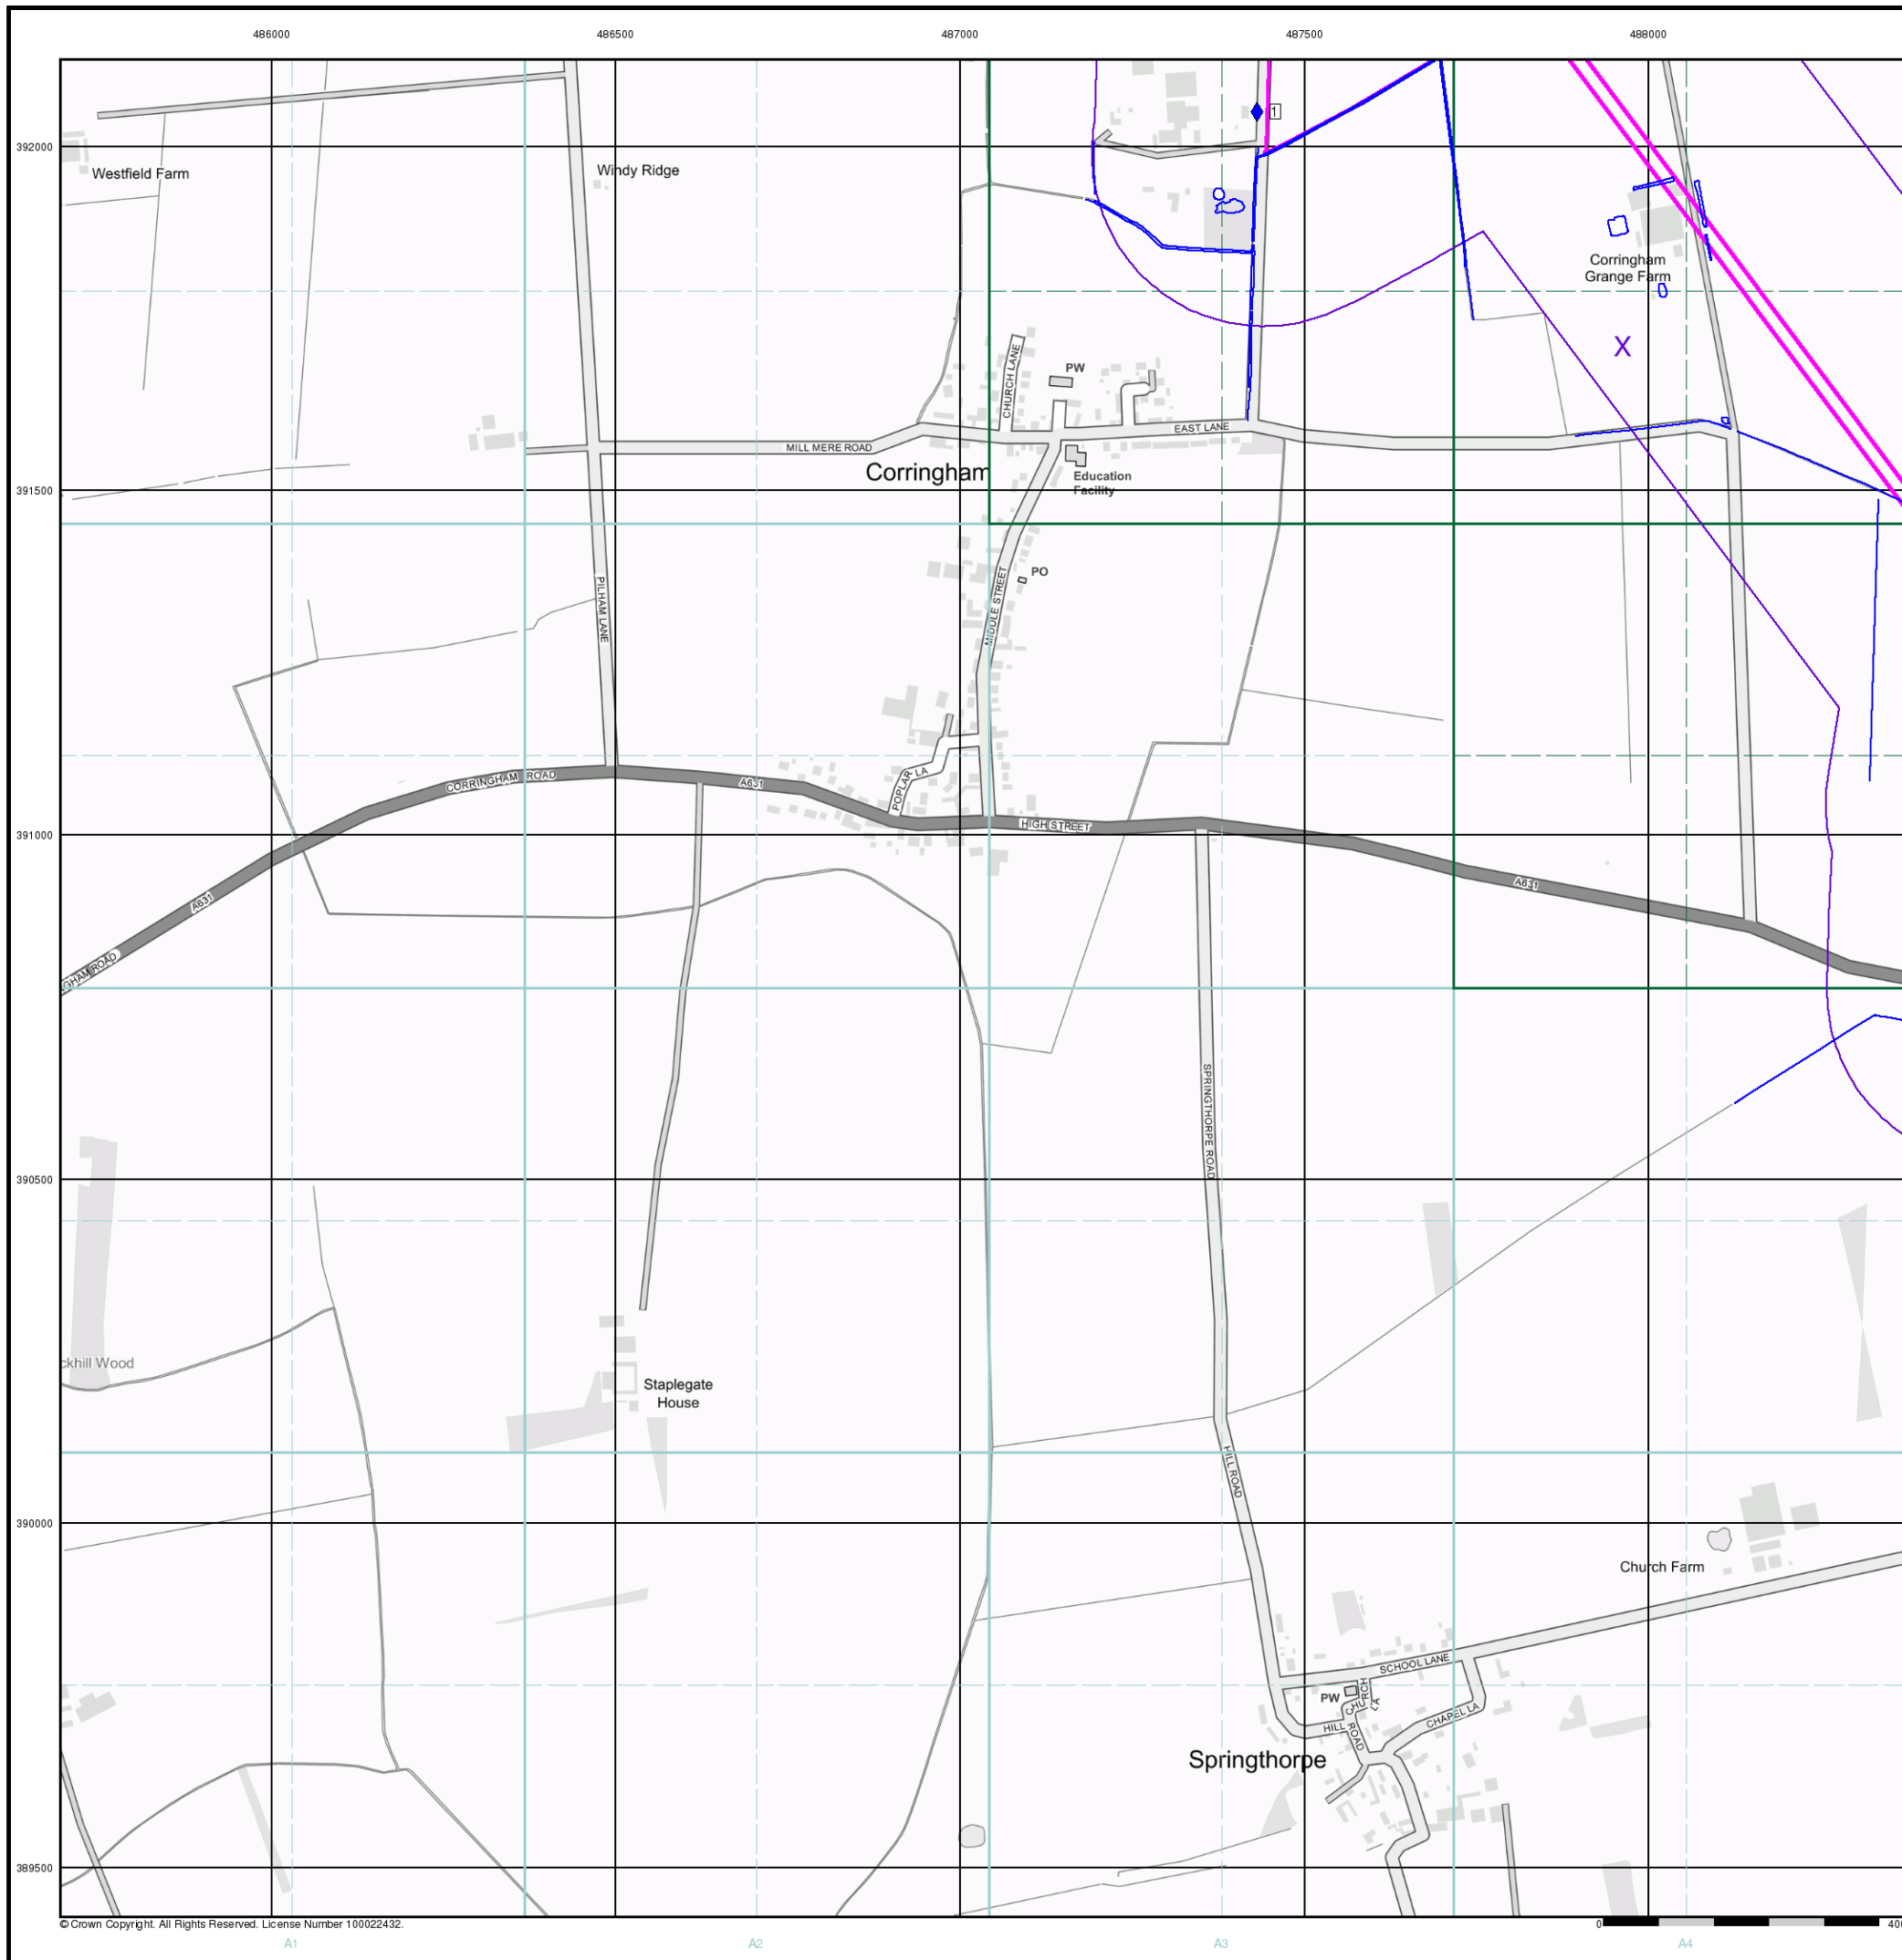 486000 486500 487000 487500 488000
392000
1
Westfield Farm
Windy Ridge
Corringham
Grange Farm
X
CHURCH LANE
PW
EAST LANE
MILL MERE ROAD
Corringham
Education
Facility
391500
PO
PILHAM LANE
MIDDLE STREET
CORRINGHAM ROAD
A631
POPLAR LA
HIGH STREET
391000
A631
A631
GHAM ROAD
SPRINGTHORPE ROAD
390500
ckhill Wood
Staplegate
House
HILL ROAD
390000
Church Farm
SCHOOL LANE
PW
CHURCH LA
HILL ROAD
CHAPEL LA
Springthorpe
389500
© Crown Copyright. All Rights Reserved. License Number 100022432.
0 400
A1 A2 A3 A4